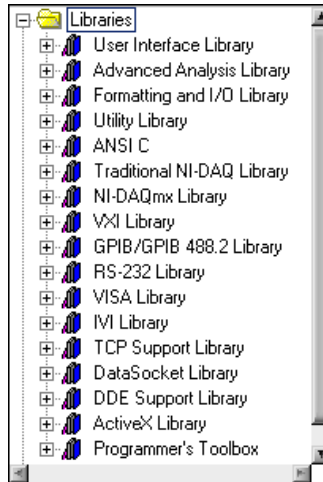 Libraries
User Interface Library
Advanced Analysis Library
Formatting and I/O Library
Utility Library
ANSI C
Traditional NI-DAQ Library
NI-DAQmx Library
VXI Library
GPIB/GPIB 488.2 Library
RS-232 Library
VISA Library
IVI Library
TCP Support Library
DataSocket Library
DDE Support Library
ActiveX Library
Programmer's Toolbox